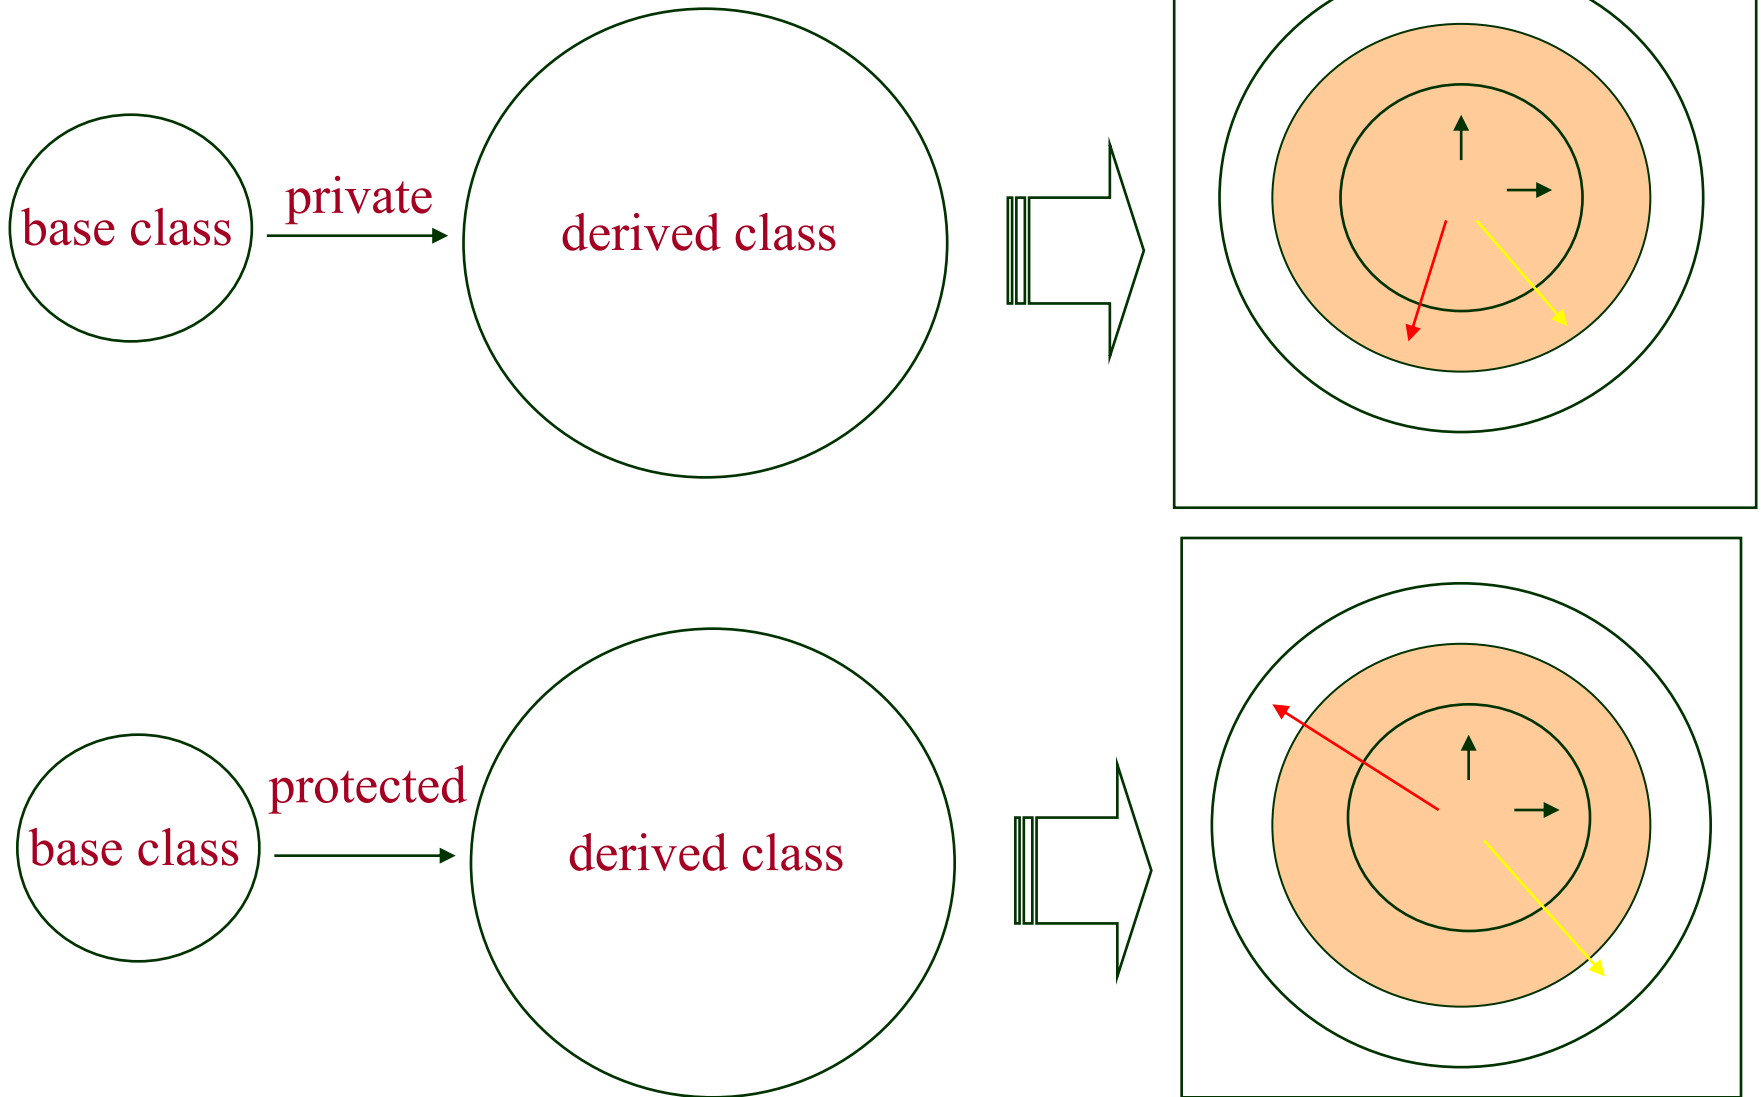 private
base class
derived class
protected
base class
derived class